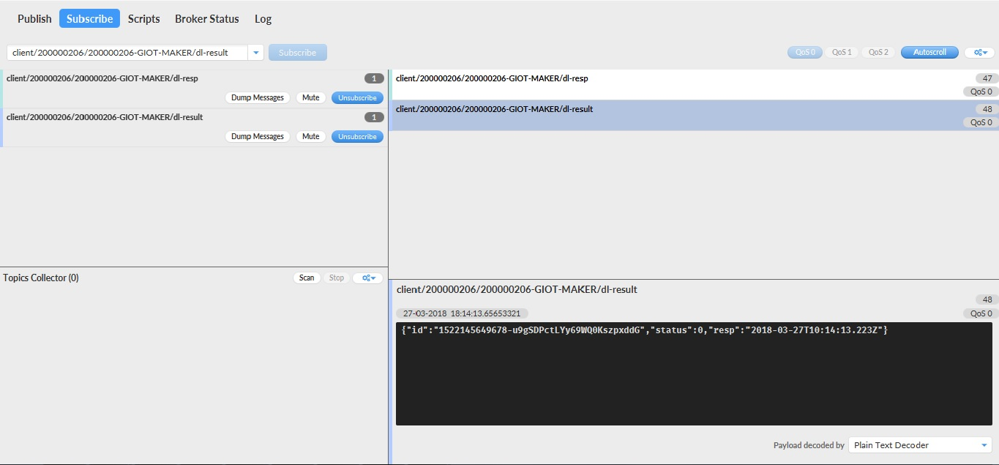 Publish Subscribe Scripts Broker Status Log
client/200000206/200000206-GIOT-MAKER/dl-result Subscribe QoS 0 QoS 1 QoS 2 Autoscroll
client/200000206/200000206-GIOT-MAKER/dl-resp 1
Dump Messages Mute Unsubscribe
client/200000206/200000206-GIOT-MAKER/dl-result 1
Dump Messages Mute Unsubscribe
client/200000206/200000206-GIOT-MAKER/dl-resp 47
QoS 0
client/200000206/200000206-GIOT-MAKER/dl-result 48
QoS 0
Topics Collector (0) Scan Stop
client/200000206/200000206-GIOT-MAKER/dl-result
48
27-03-2018 18:14:13.65653321 QoS 0
{"id":"1522145649678-u9gSDPctLYy69WQ0KszpxddG","status":0,"resp":"2018-03-27T10:14:13.223Z"}
Payload decoded by Plain Text Decoder